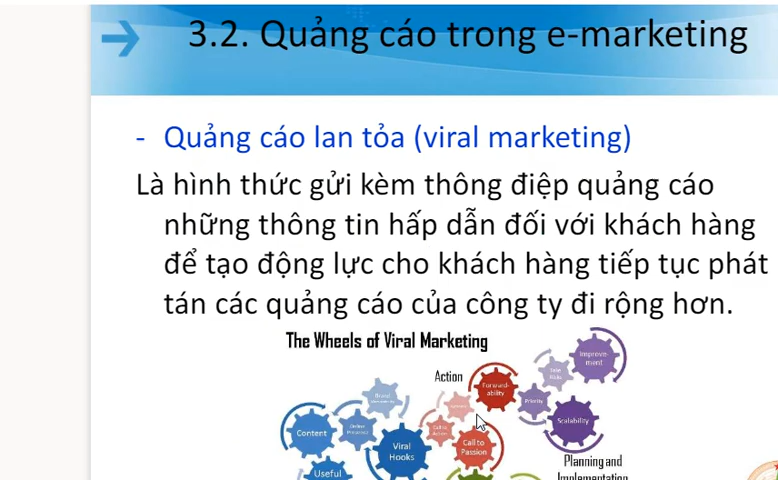 3.2. Quảng cáo trong e-marketing
- Quảng cáo lan tỏa (viral marketing)
Là hình thức gửi kèm thông điệp quảng cáo
những thông tin hấp dẫn đối với khách hàng
để tạo động lực cho khách hàng tiếp tục phát
tán các quảng cáo của công ty đi rộng hơn.
The Wheels of Viral Marketing
Improve-
ment
Action
Forward-
ability
Priority
Scalability
Content
Viral
Hooks
Call to
Passion
Useful
Planning and
Implementation